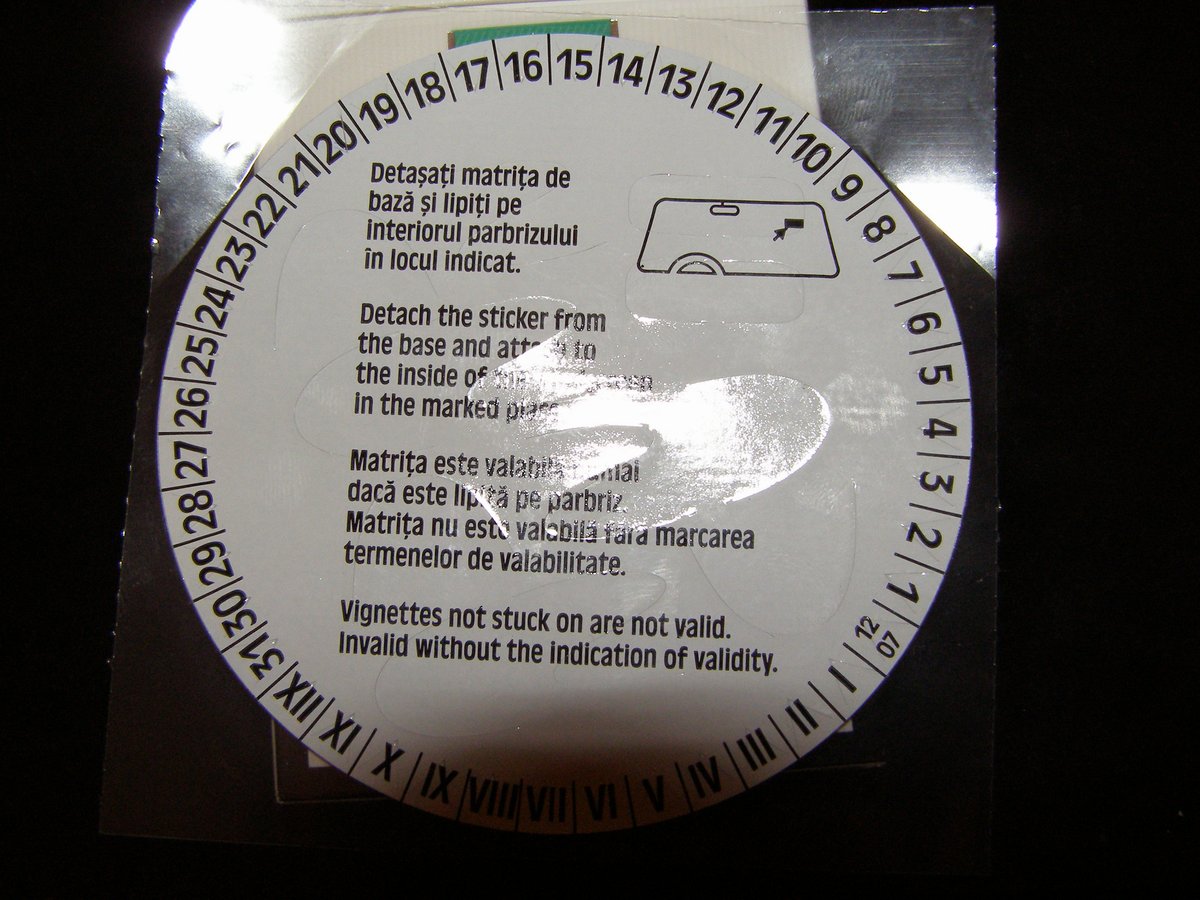 31 30 29 28 27 26 25 24 23 22 21 20 19 18 17 16 15 14 13 12 11 10 9 8 7 6 5 4 3 2 1
12
07
I II III IV V VI VII VIII IX X XI XII
Detașați matrița de
bază și lipiți pe
interiorul parbrizului
în locul indicat.
Detach the sticker from
the base and attach to
the inside of
in the marked place
Matrița este valabilă numai
dacă este lipită pe parbriz.
Matrița nu este valabilă fără marcarea
termenelor de valabilitate.
Vignettes not stuck on are not valid.
Invalid without the indication of validity.